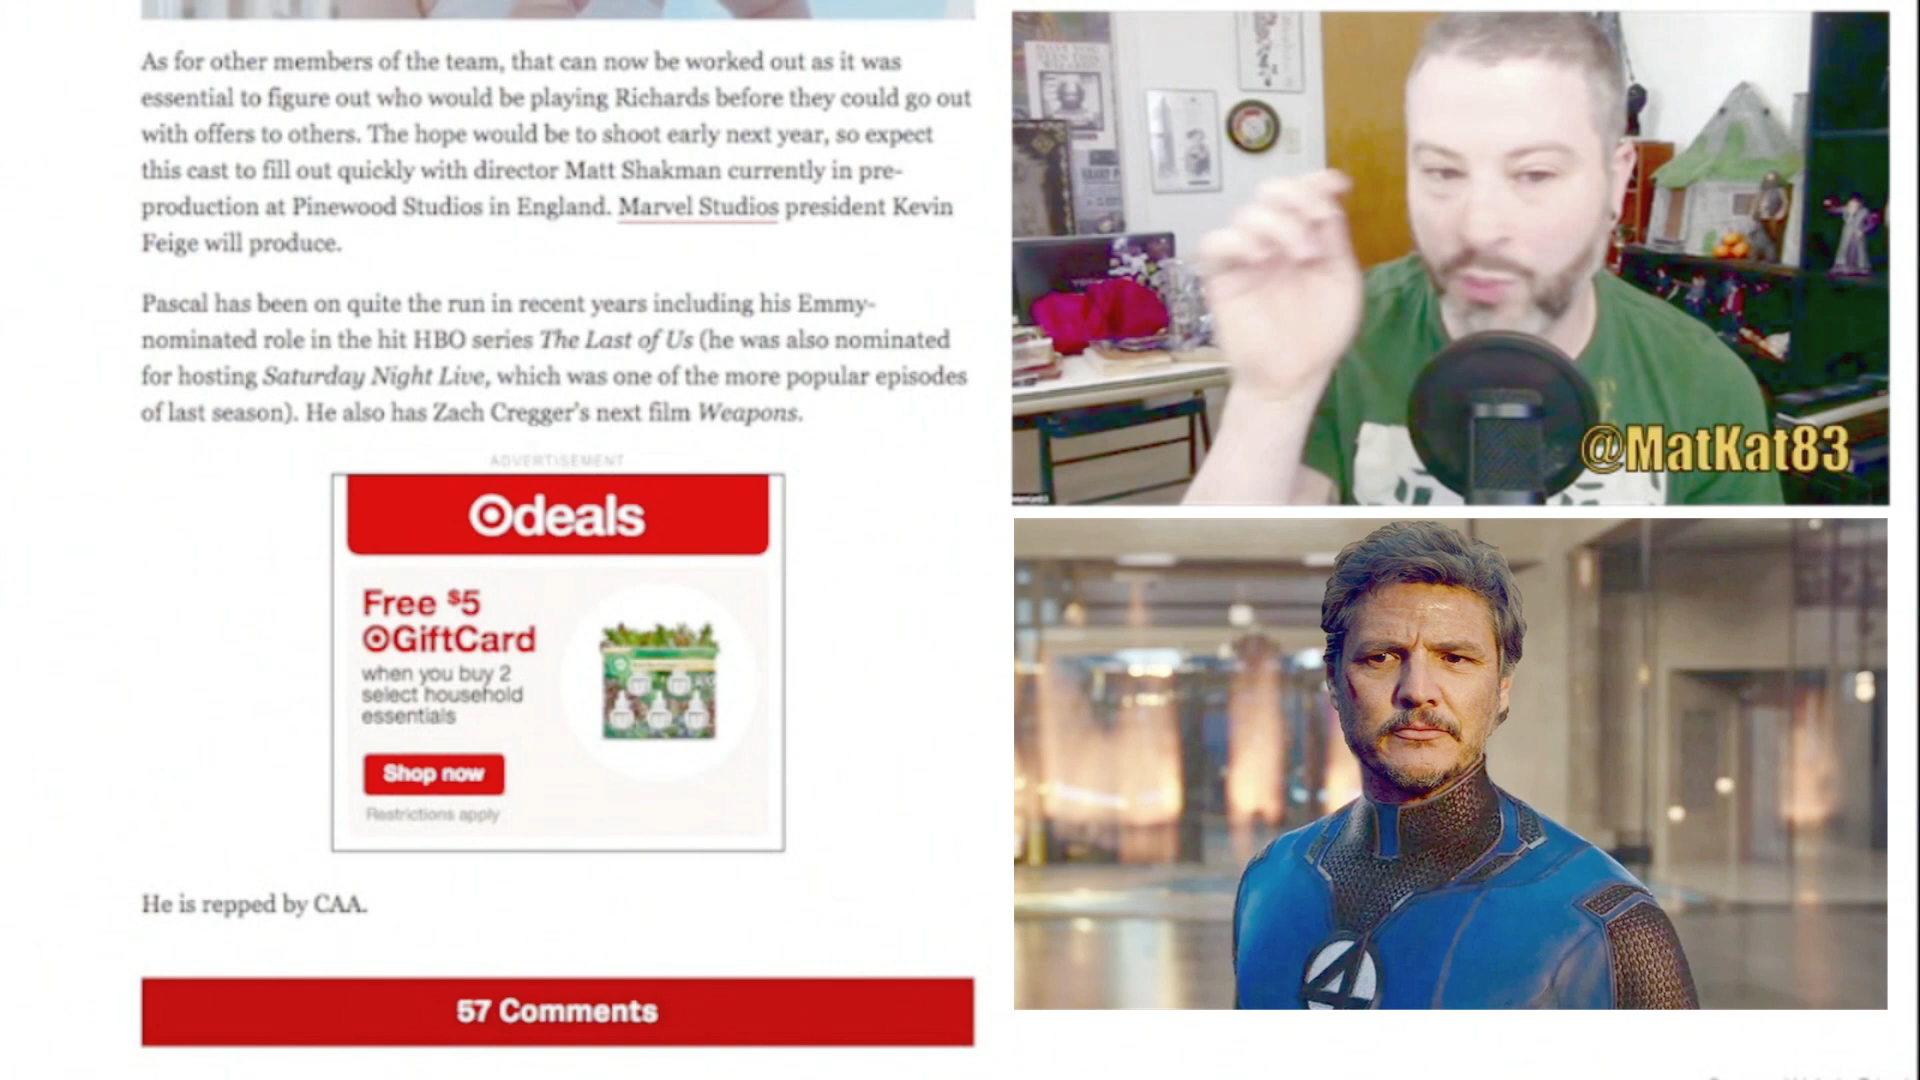 As for other members of the team, that can now be worked out as it was
essential to figure out who would be playing Richards before they could go out
with offers to others. The hope would be to shoot early next year, so expect
this cast to fill out quickly with director Matt Shakman currently in pre-
production at Pinewood Studios in England. Marvel Studios president Kevin
Feige will produce.
Pascal has been on quite the run in recent years including his Emmy-
nominated role in the hit HBO series The Last of Us (he was also nominated
for hosting Saturday Night Live, which was one of the more popular episodes
of last season). He also has Zach Cregger's next film Weapons.
ADVERTISEMENT
deals
Free $5
GiftCard
when you buy 2
select household
essentials
Shop now
Restrictions apply
He is repped by CAA.
57 Comments
@MatKat83
4